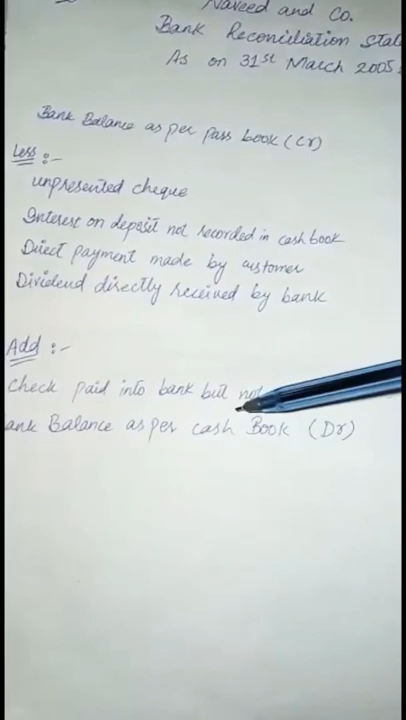 Naveed and Co.
Bank Reconciliation Stat
As on 31st March 2005
Bank Balance as per pass book (Cr)
Less :-
unpresented cheque
Interest on deposit not recorded in cash book
Direct payment made by customer
Dividend directly received by bank
Add :-
Check paid into bank but not
ank Balance as per cash Book (Dr)